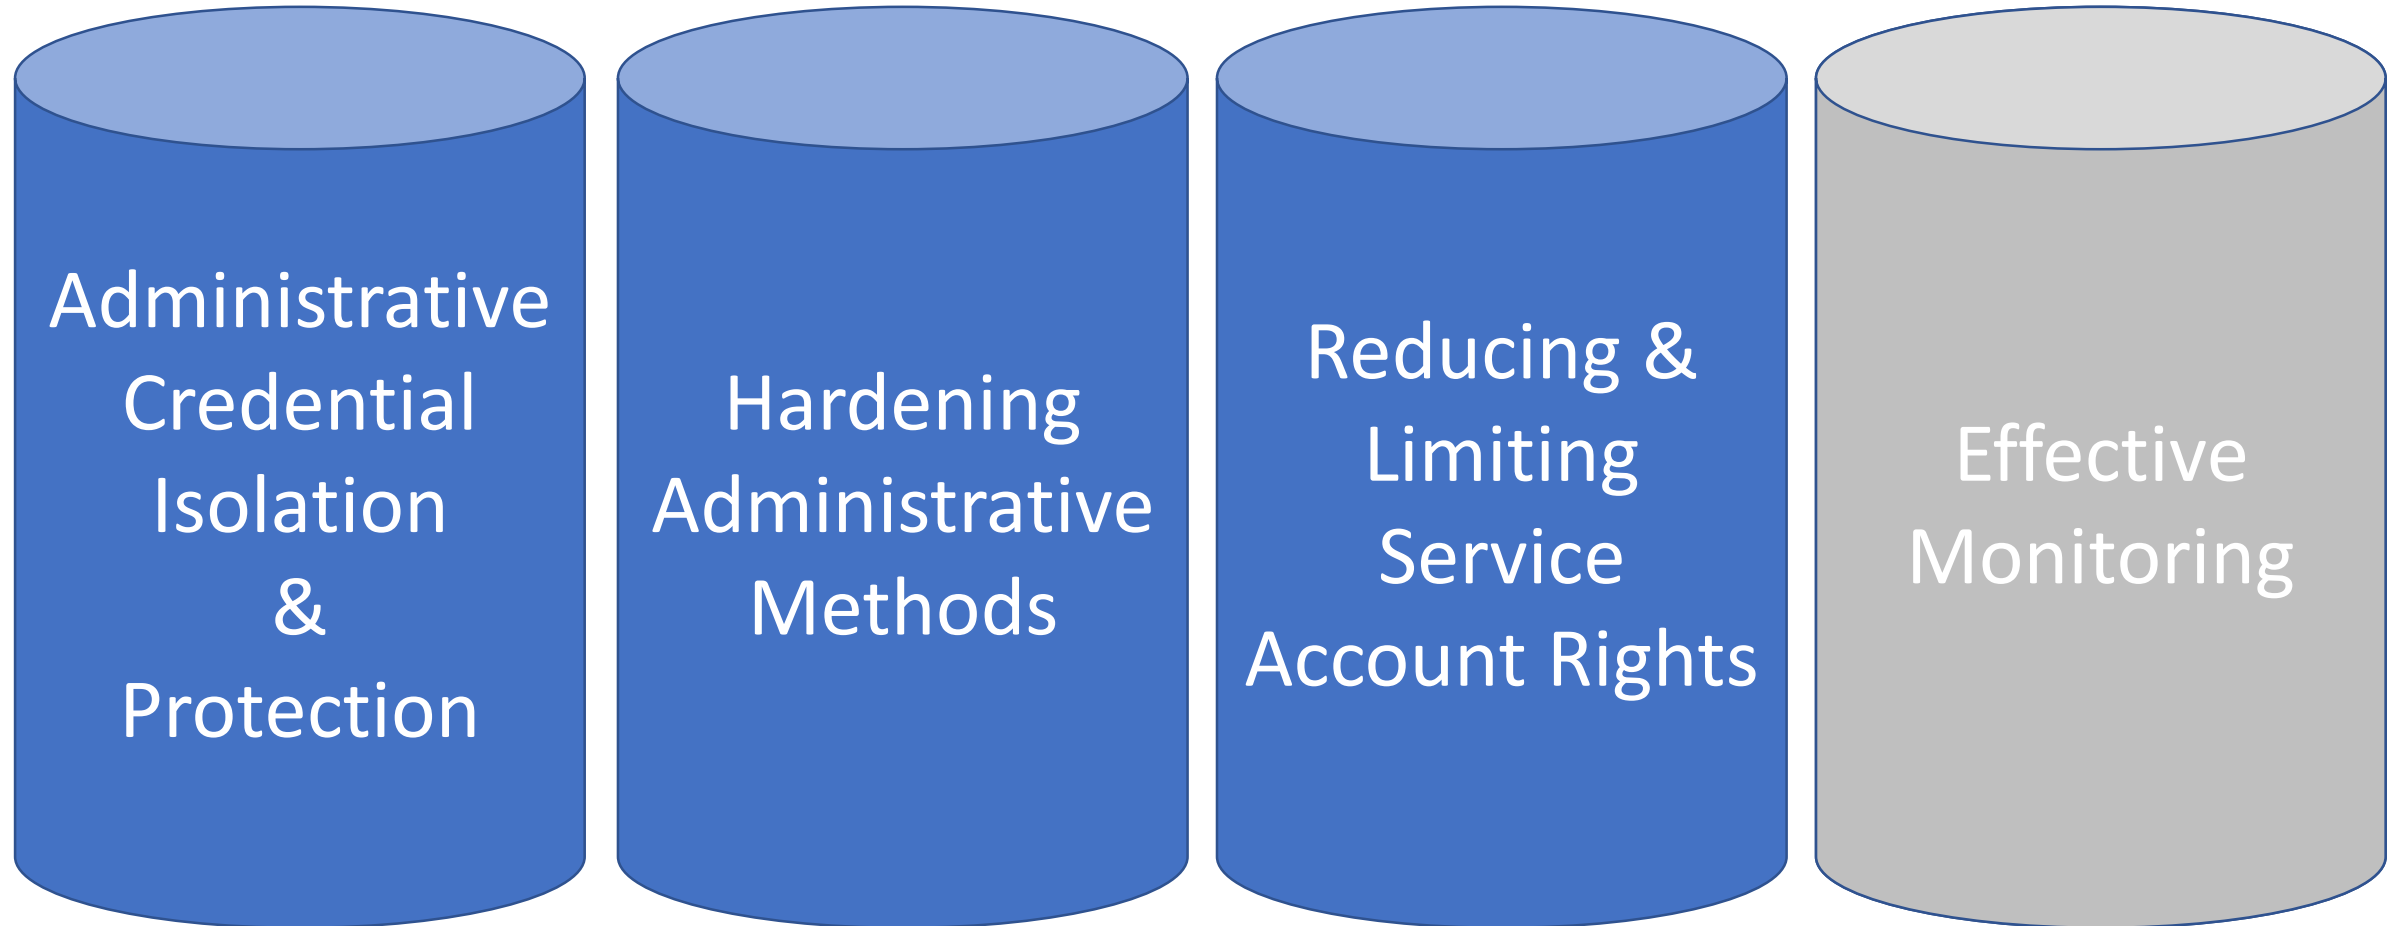 Administrative
Credential
Isolation
&
Protection
Hardening
Administrative
Methods
Reducing &
Limiting
Service
Account Rights
Effective
Monitoring